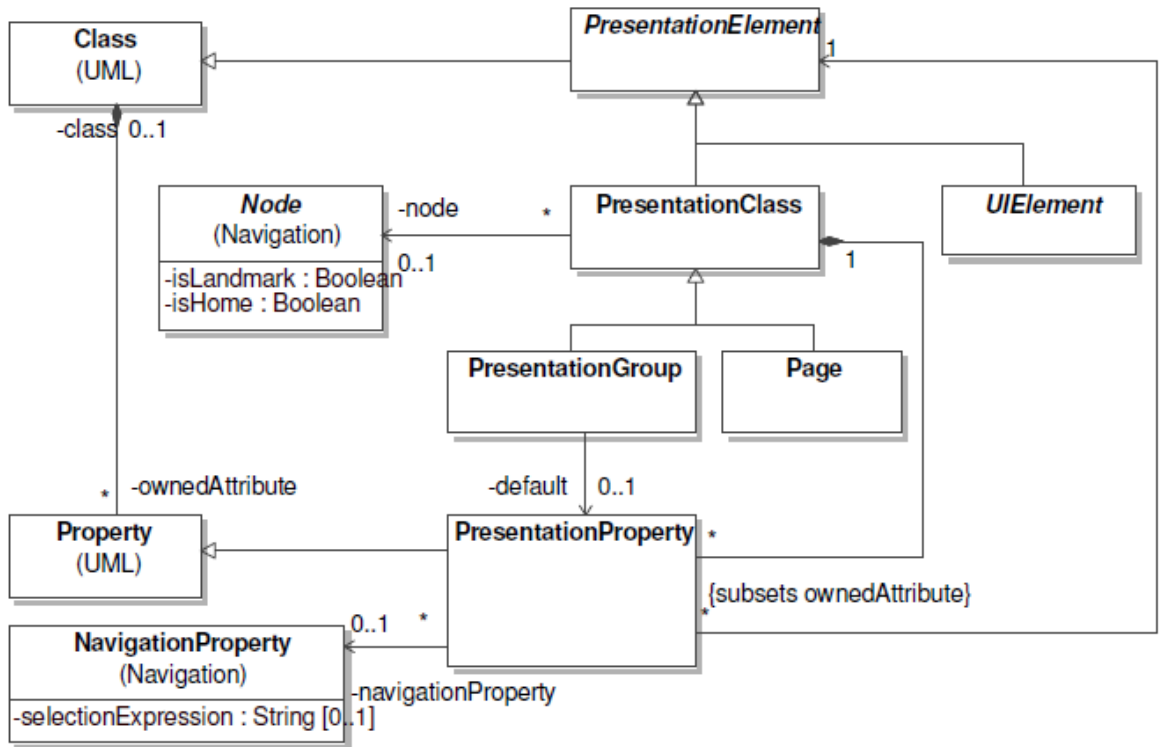 Class
(UML)
PresentationElement
1
-class 0..1
Node
(Navigation)
-isLandmark : Boolean
-isHome : Boolean
-node
*
0..1
PresentationClass
1
UIElement
PresentationGroup
Page
-ownedAttribute
*
-default 0..1
Property
(UML)
PresentationProperty
*
{subsets ownedAttribute}
*
0..1 *
NavigationProperty
(Navigation)
-navigationProperty
-selectionExpression : String [0..1]